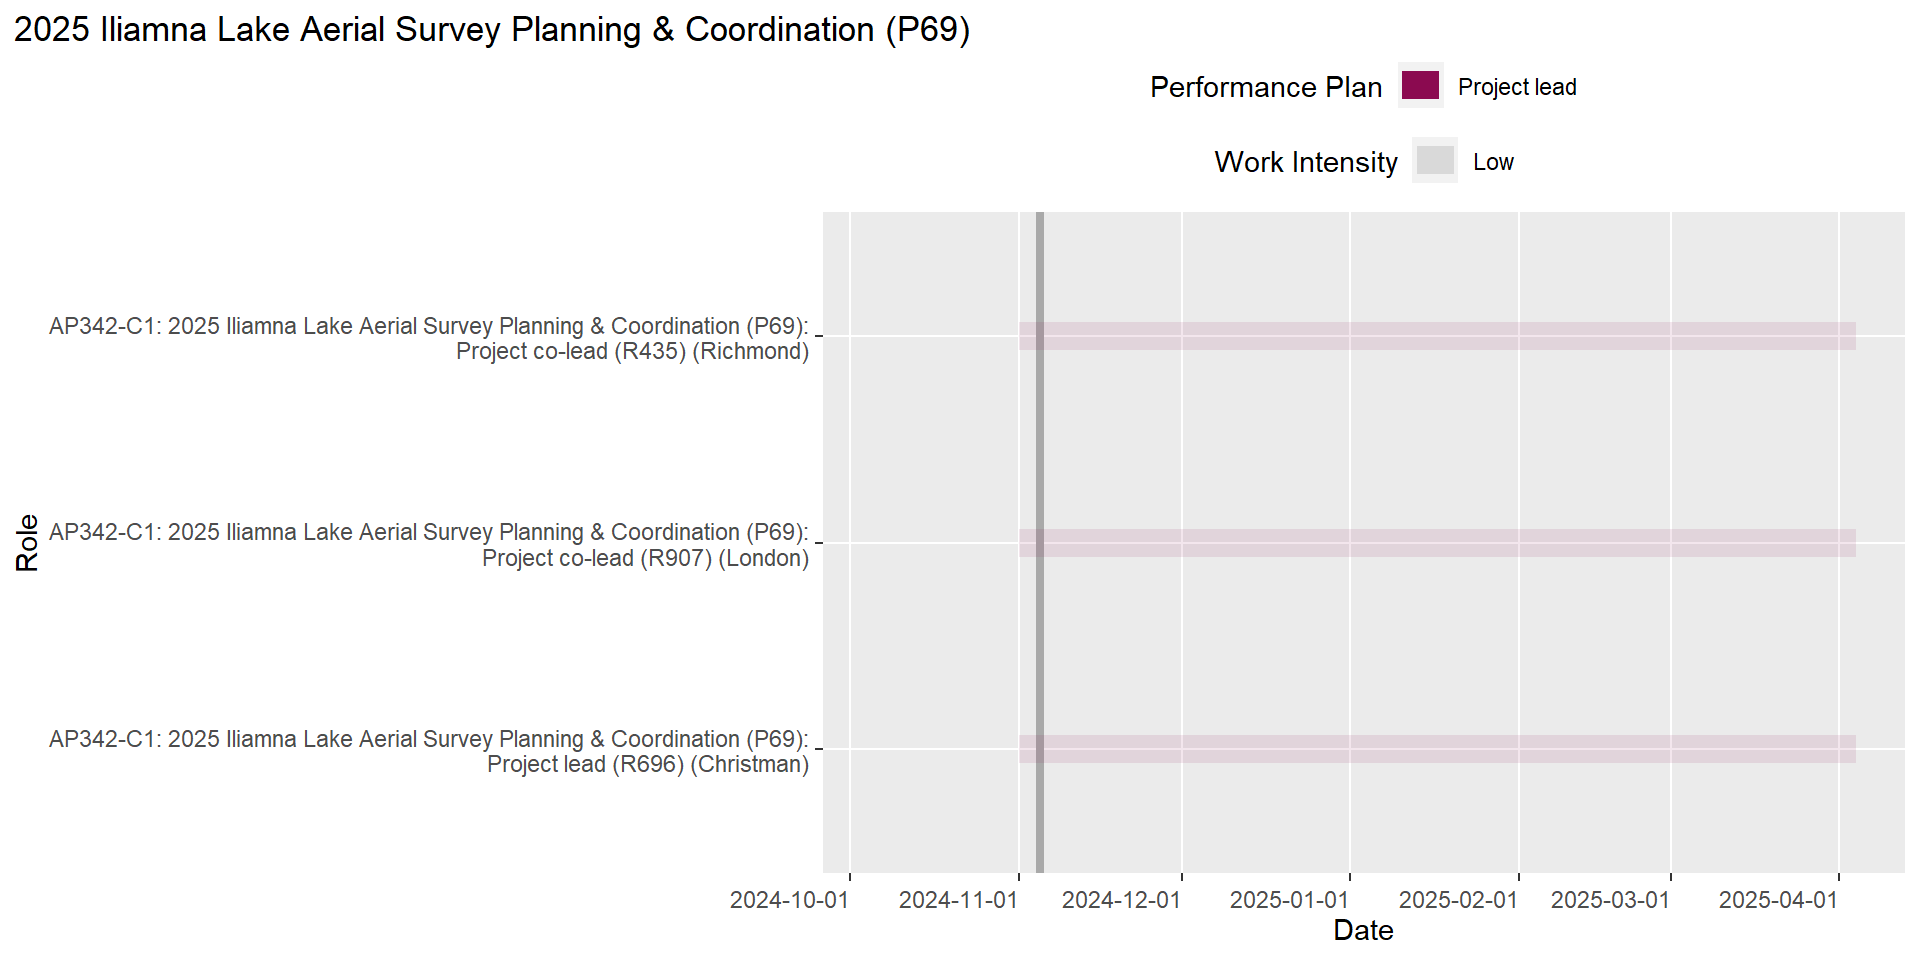 2025 Iliamna Lake Aerial Survey Planning & Coordination (P69)
Performance Plan
Project lead
Work Intensity
Low
AP342-C1: 2025 Iliamna Lake Aerial Survey Planning & Coordination (P69):
Project co-lead (R435) (Richmond)
Role
AP342-C1: 2025 Iliamna Lake Aerial Survey Planning & Coordination (P69):
Project co-lead (R907) (London)
AP342-C1: 2025 Iliamna Lake Aerial Survey Planning & Coordination (P69):
Project lead (R696) (Christman)
2024-10-01
2024-11-01
2024-12-01
2025-01-01
2025-02-01
2025-03-01
2025-04-01
Date